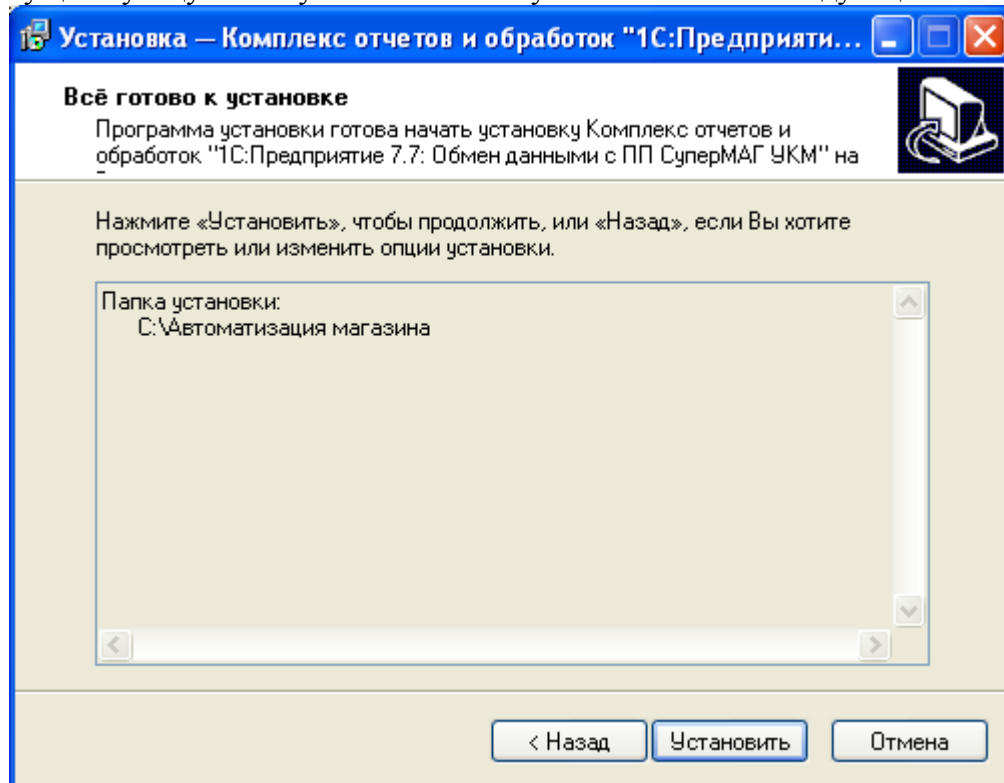 Установка — Комплекс отчетов и обработок "1С:Предприяти...
Всё готово к установке
Программа установки готова начать установку Комплекс отчетов и
обработок "1С:Предприятие 7.7: Обмен данными с ПП СуперМАГ УКМ" на
Нажмите «Установить», чтобы продолжить, или «Назад», если Вы хотите
просмотреть или изменить опции установки.
Папка установки:
C:\Автоматизация магазина
< Назад
Установить
Отмена